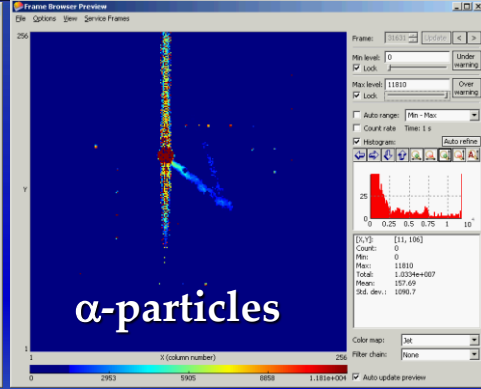 Frame Browser Preview
File Options View Service Frames
256
Y
1
1
X (column number)
256
0
2953
5905
8858
1.181e+004
α-particles
Frame: 31631 Update < >
Min level: 0
Under warning
Lock
Max level: 11810
Over warning
Lock
Auto range: Min - Max
Count rate Time: 1 s
Histogram: Auto refine
25
0
0 0.25 0.5 0.75 1 10
[X,Y]: [11, 106]
Count: 0
Min: 0
Max: 11810
Total: 1.0334e+007
Mean: 157.69
Std. dev.: 1090.7
Color map: Jet
Filter chain: None
Auto update preview